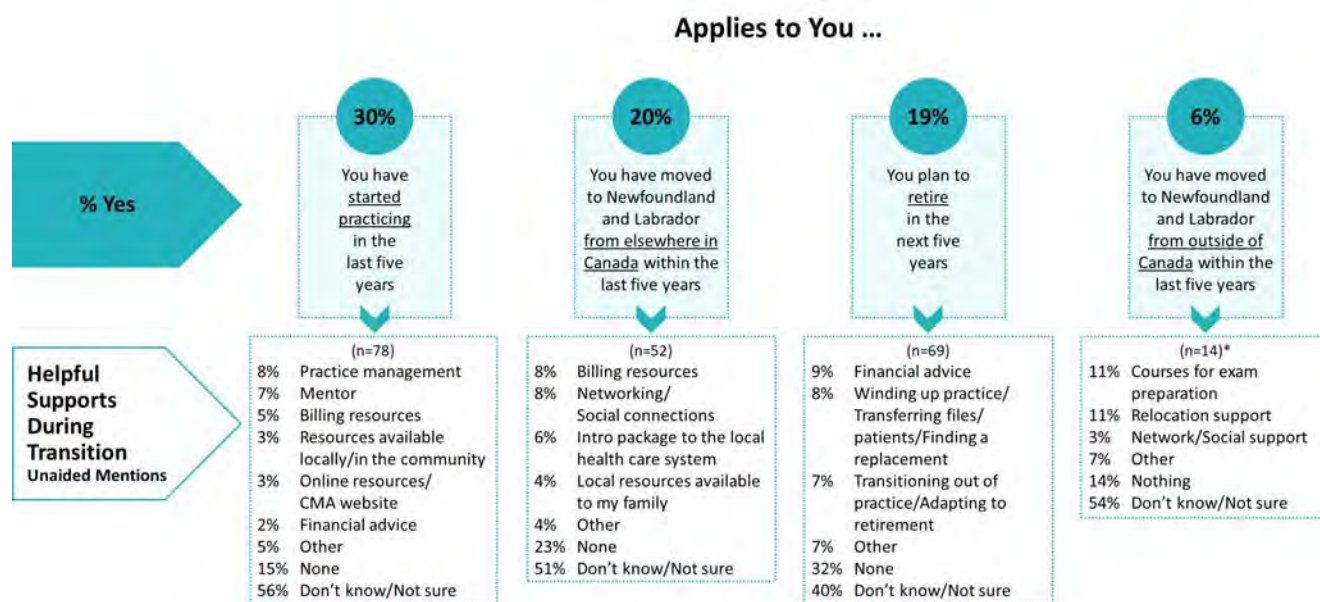 Applies to You ...
% Yes
30%
You have
started
practicing
in the
last five
years
20%
You have moved
to Newfoundland
and Labrador
from elsewhere in
Canada within the
last five years
19%
You plan to
retire
in the
next five
years
6%
You have moved
to Newfoundland
and Labrador
from outside of
Canada within the
last five years
Helpful
Supports
During
Transition
Unaided Mentions
(n=78)
8% Practice management
7% Mentor
5% Billing resources
3% Resources available
locally/in the community
3% Online resources/
CMA website
2% Financial advice
5% Other
15% None
56% Don't know/Not sure
(n=52)
8% Billing resources
8% Networking/
Social connections
6% Intro package to the local
health care system
4% Local resources available
to my family
4% Other
23% None
51% Don't know/Not sure
(n=69)
9% Financial advice
8% Winding up practice/
Transferring files/
patients/Finding a
replacement
7% Transitioning out of
practice/Adapting to
retirement
7% Other
32% None
40% Don't know/Not sure
(n=14)*
11% Courses for exam
preparation
11% Relocation support
3% Network/Social support
7% Other
14% Nothing
54% Don't know/Not sure